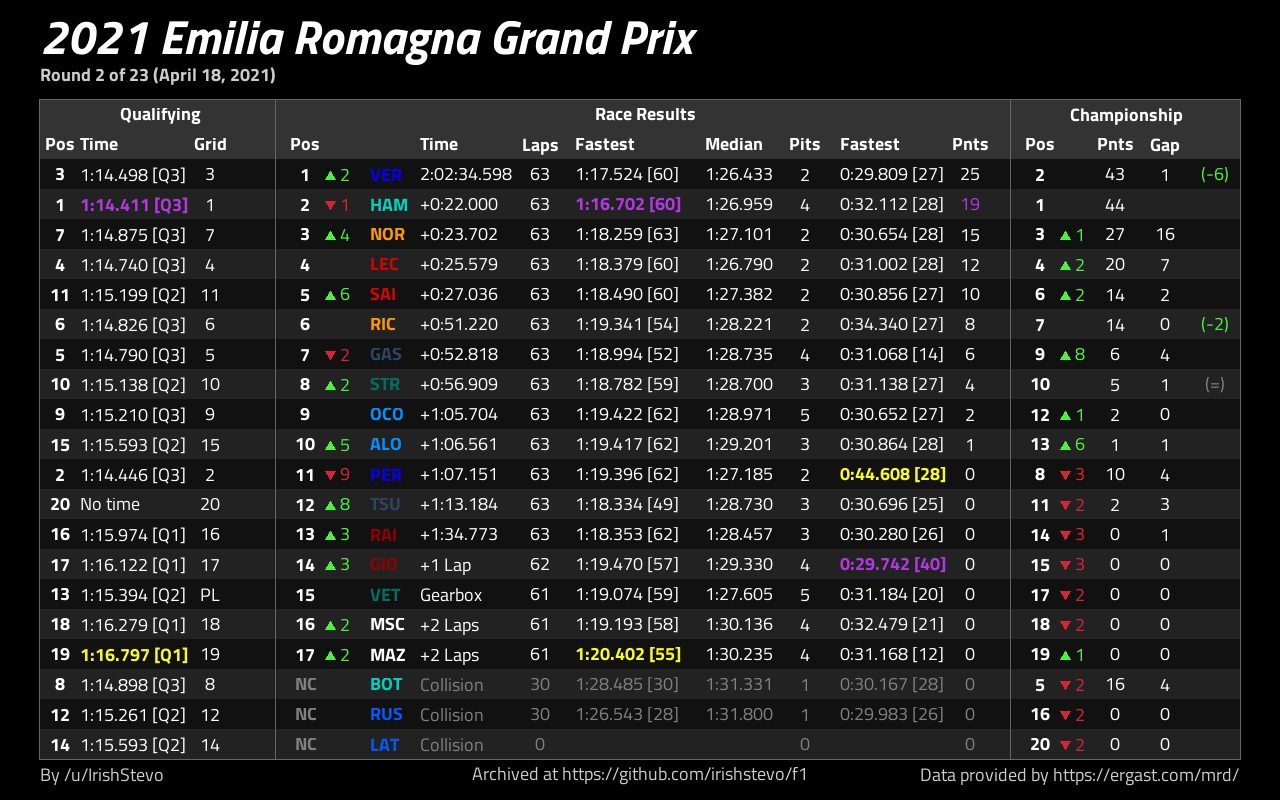 2021 Emilia Romagna Grand Prix
Round 2 of 23 (April 18, 2021)
Qualifying Race Results Championship
Pos Time Grid Pos Time Laps Fastest Median Pits Fastest Pnts Pos Pnts Gap
3 1:14.498 [Q3] 3 1 ▲2 VER 2:02:34.598 63 1:17.524 [60] 1:26.433 2 0:29.809 [27] 25 2 43 1 (-6)
1 1:14.411 [Q3] 1 2 ▼1 HAM +0:22.000 63 1:16.702 [60] 1:26.959 4 0:32.112 [28] 19 1 44
7 1:14.875 [Q3] 7 3 ▲4 NOR +0:23.702 63 1:18.259 [63] 1:27.101 2 0:30.654 [28] 15 3 ▲1 27 16
4 1:14.740 [Q3] 4 4 LEC +0:25.579 63 1:18.379 [60] 1:26.790 2 0:31.002 [28] 12 4 ▲2 20 7
11 1:15.199 [Q2] 11 5 ▲6 SAI +0:27.036 63 1:18.490 [60] 1:27.382 2 0:30.856 [27] 10 6 ▲2 14 2
6 1:14.826 [Q3] 6 6 RIC +0:51.220 63 1:19.341 [54] 1:28.221 2 0:34.340 [27] 8 7 14 0 (-2)
5 1:14.790 [Q3] 5 7 ▼2 GAS +0:52.818 63 1:18.994 [52] 1:28.735 4 0:31.068 [14] 6 9 ▲8 6 4
10 1:15.138 [Q2] 10 8 ▲2 STR +0:56.909 63 1:18.782 [59] 1:28.700 3 0:31.138 [27] 4 10 5 1 (=)
9 1:15.210 [Q3] 9 9 OCO +1:05.704 63 1:19.422 [62] 1:28.971 5 0:30.652 [27] 2 12 ▲1 2 0
15 1:15.593 [Q2] 15 10 ▲5 ALO +1:06.561 63 1:19.417 [62] 1:29.201 3 0:30.864 [28] 1 13 ▲6 1 1
2 1:14.446 [Q3] 2 11 ▼9 PER +1:07.151 63 1:19.396 [62] 1:27.185 2 0:44.608 [28] 0 8 ▼3 10 4
20 No time 20 12 ▲8 TSU +1:13.184 63 1:18.334 [49] 1:28.730 3 0:30.696 [25] 0 11 ▼2 2 3
16 1:15.974 [Q1] 16 13 ▲3 RAI +1:34.773 63 1:18.353 [62] 1:28.457 3 0:30.280 [26] 0 14 ▼3 0 1
17 1:16.122 [Q1] 17 14 ▲3 GIO +1 Lap 62 1:19.470 [57] 1:29.330 4 0:29.742 [40] 0 15 ▼3 0 0
13 1:15.394 [Q2] PL 15 VET Gearbox 61 1:19.074 [59] 1:27.605 5 0:31.184 [20] 0 17 ▼2 0 0
18 1:16.279 [Q1] 18 16 ▲2 MSC +2 Laps 61 1:19.193 [58] 1:30.136 4 0:32.479 [21] 0 18 ▼2 0 0
19 1:16.797 [Q1] 19 17 ▲2 MAZ +2 Laps 61 1:20.402 [55] 1:30.235 4 0:31.168 [12] 0 19 ▲1 0 0
8 1:14.898 [Q3] 8 NC BOT Collision 30 1:28.485 [30] 1:31.331 1 0:30.167 [28] 0 5 ▼2 16 4
12 1:15.261 [Q2] 12 NC RUS Collision 30 1:26.543 [28] 1:31.800 1 0:29.983 [26] 0 16 ▼2 0 0
14 1:15.593 [Q2] 14 NC LAT Collision 0 0 0 20 ▼2 0 0
By /u/IrishStevo Archived at https://github.com/irishstevo/f1 Data provided by https://ergast.com/mrd/